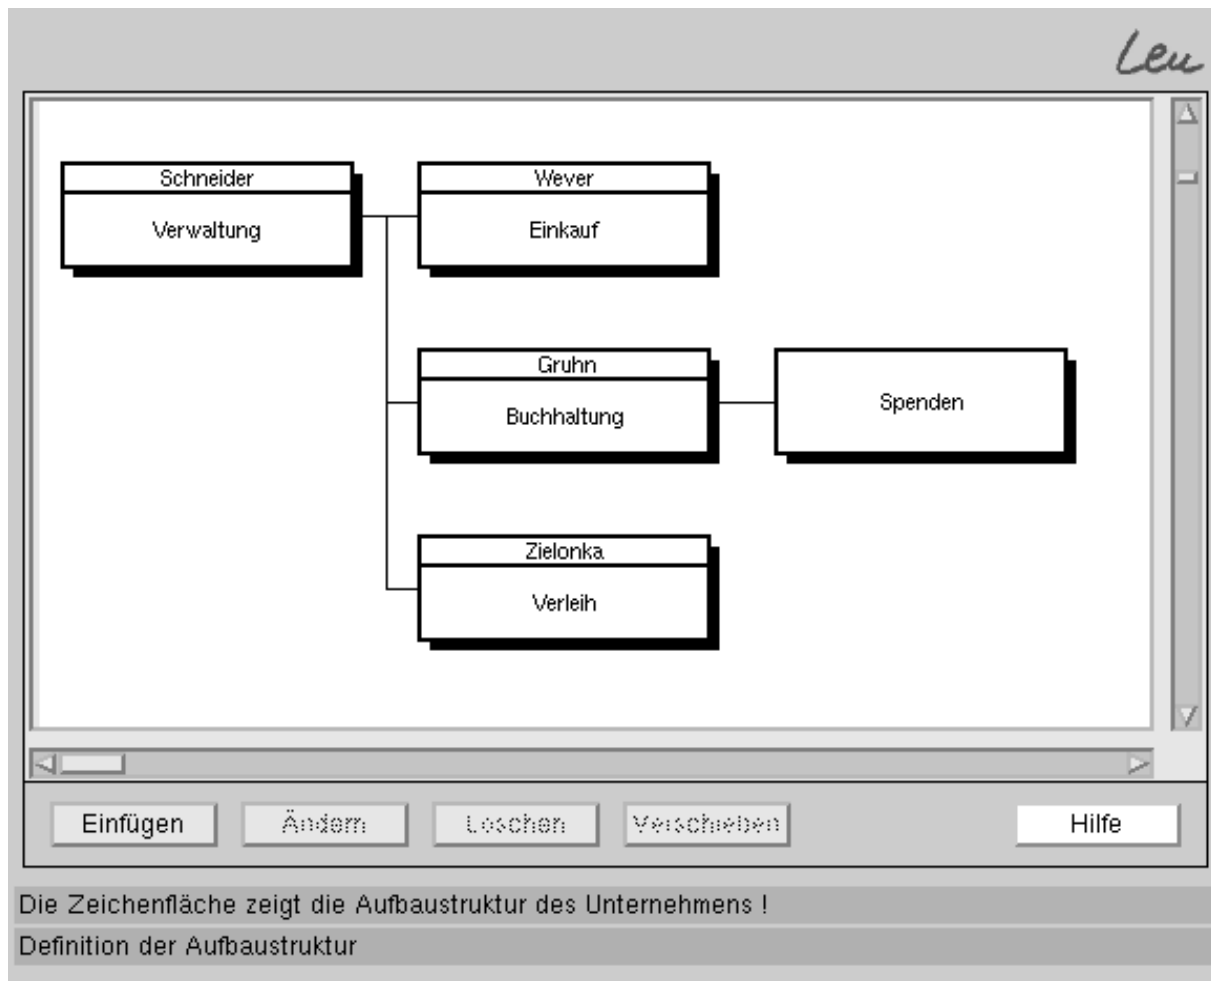 Leu
Schneider
Verwaltung
Wever
Einkauf
Gruhn
Buchhaltung
Spenden
Zielonka
Verleih
Einfügen
Ändern
Löschen
Verschieben
Hilfe
Die Zeichenfläche zeigt die Aufbaustruktur des Unternehmens !
Definition der Aufbaustruktur